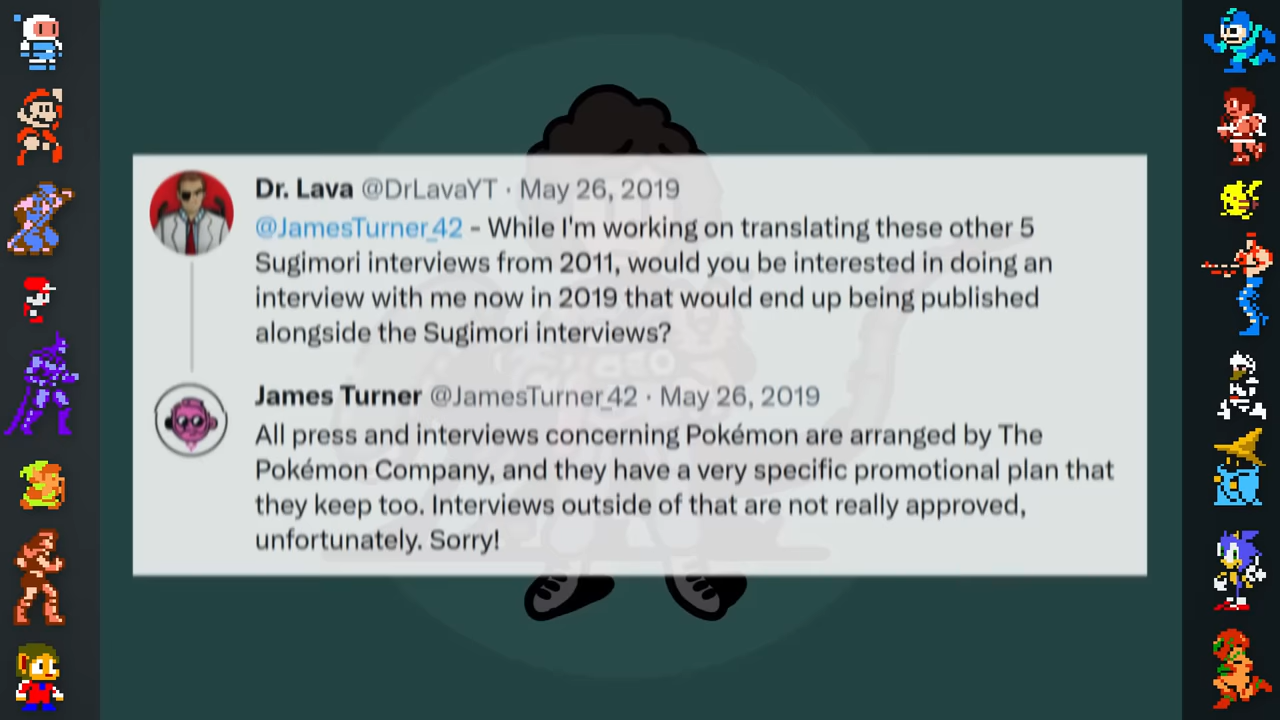 Dr. Lava @DrLavaYT · May 26, 2019
@JamesTurner_42 - While I'm working on translating these other 5
Sugimori interviews from 2011, would you be interested in doing an
interview with me now in 2019 that would end up being published
alongside the Sugimori interviews?
James Turner @JamesTurner_42 · May 26, 2019
All press and interviews concerning Pokémon are arranged by The
Pokémon Company, and they have a very specific promotional plan that
they keep too. Interviews outside of that are not really approved,
unfortunately. Sorry!